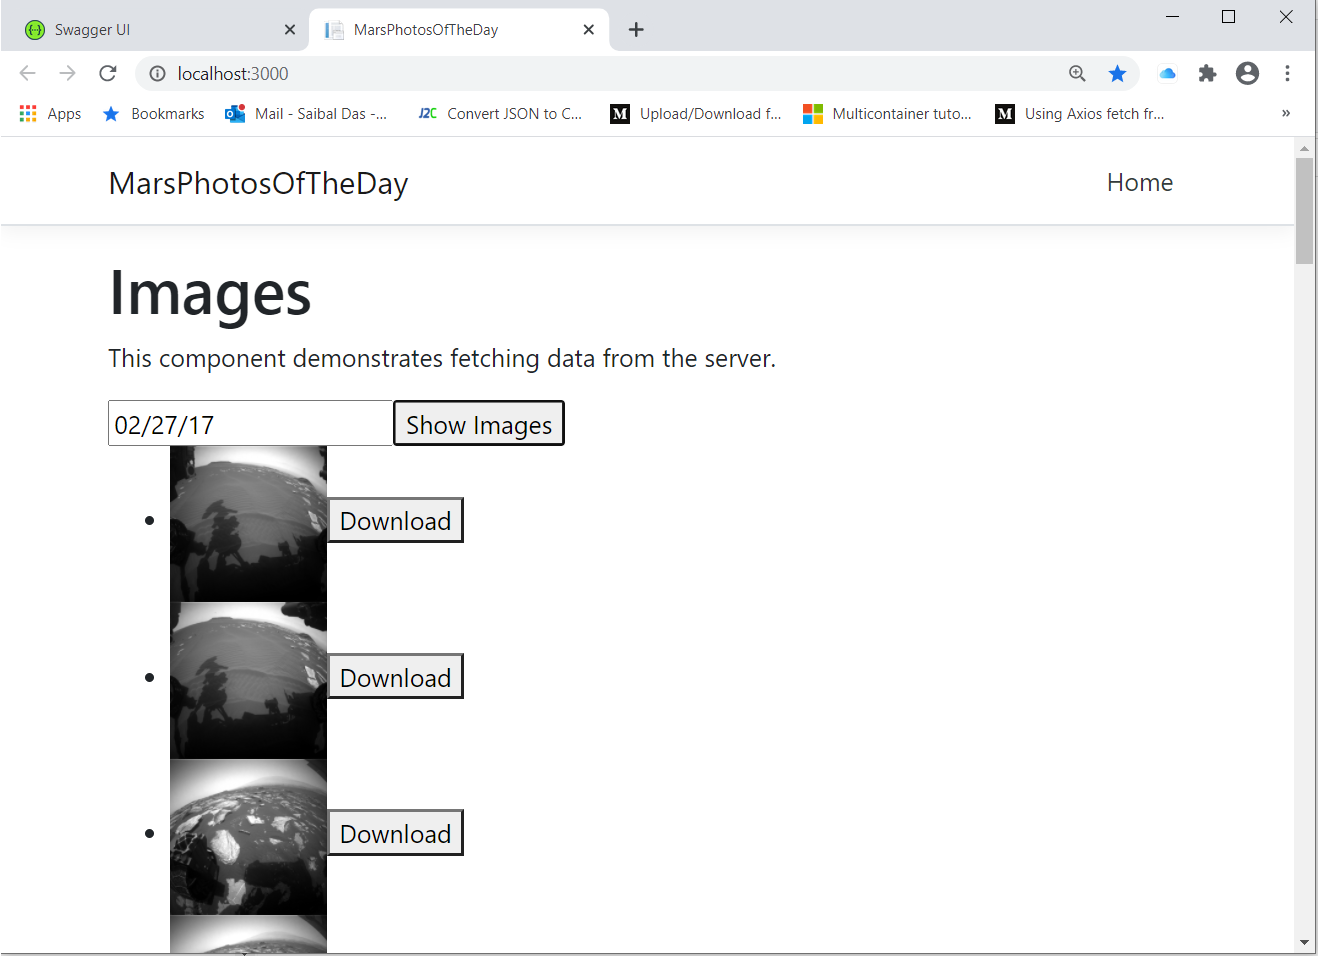 Swagger UI
MarsPhotosOfTheDay
localhost:3000
Apps
Bookmarks
Mail - Saibal Das -...
J2C
Convert JSON to C...
M
Upload/Download f...
Multicontainer tuto...
M
Using Axios fetch fr...
»
MarsPhotosOfTheDay
Home
Images
This component demonstrates fetching data from the server.
02/27/17
Show Images
Download
Download
Download